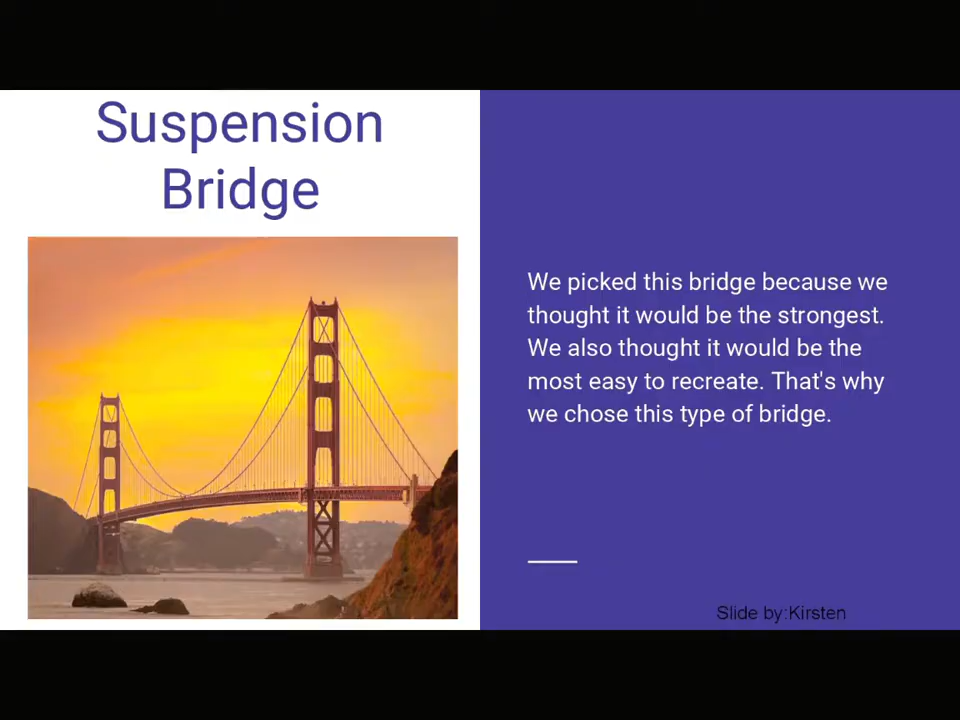 Suspension
Bridge
We picked this bridge because we
thought it would be the strongest.
We also thought it would be the
most easy to recreate. That's why
we chose this type of bridge.
Slide by:Kirsten